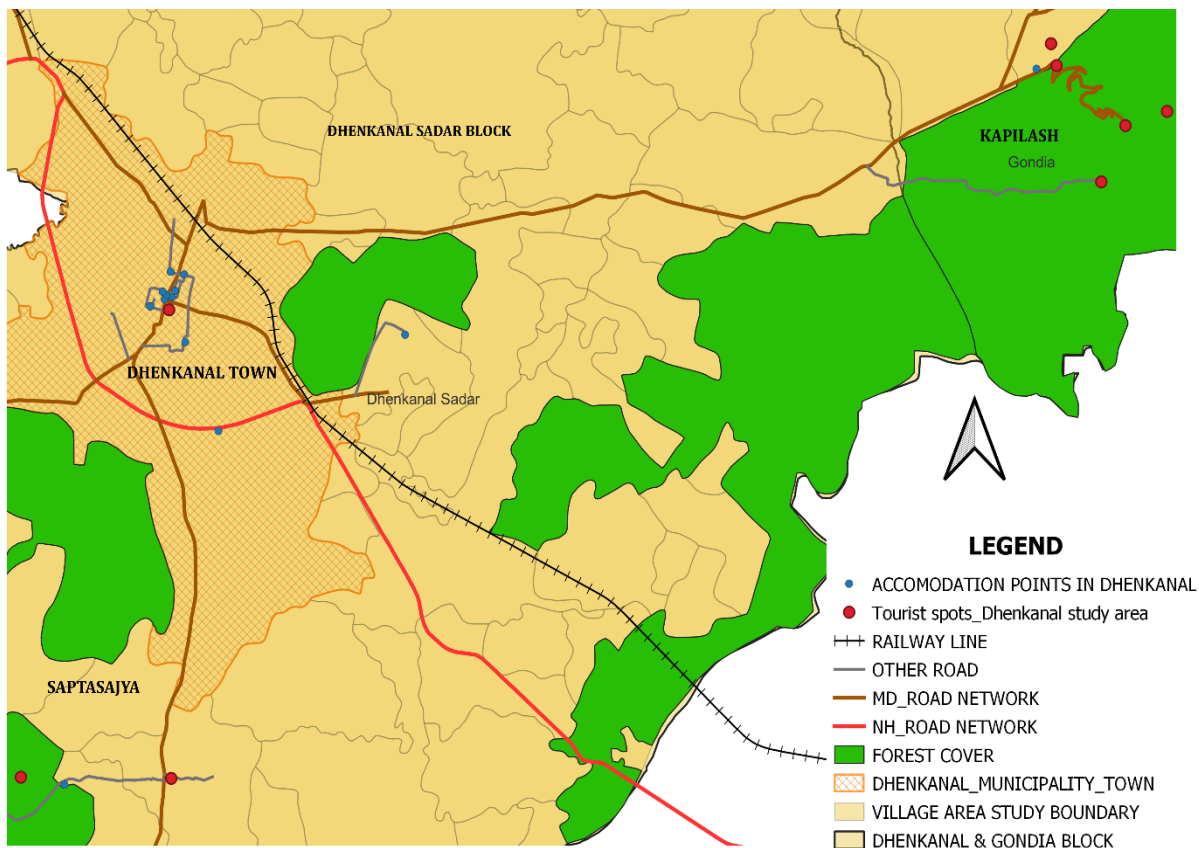 DHENKANAL SADAR BLOCK
KAPILASH
Gondia
DHENKANAL TOWN
Dhenkanal Sadar
SAPTASAJYA
LEGEND
ACCOMODATION POINTS IN DHENKANAL
Tourist spots_Dhenkanal study area
RAILWAY LINE
OTHER ROAD
MD_ROAD NETWORK
NH_ROAD NETWORK
FOREST COVER
DHENKANAL_MUNICIPALITY_TOWN
VILLAGE AREA STUDY BOUNDARY
DHENKANAL & GONDIA BLOCK